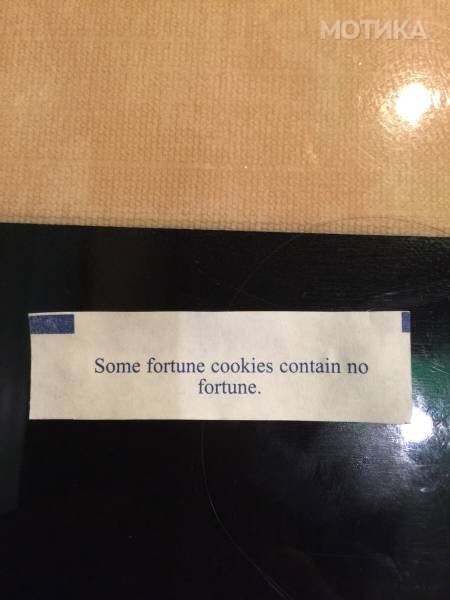 МОТИКА
Some fortune cookies contain no
fortune.